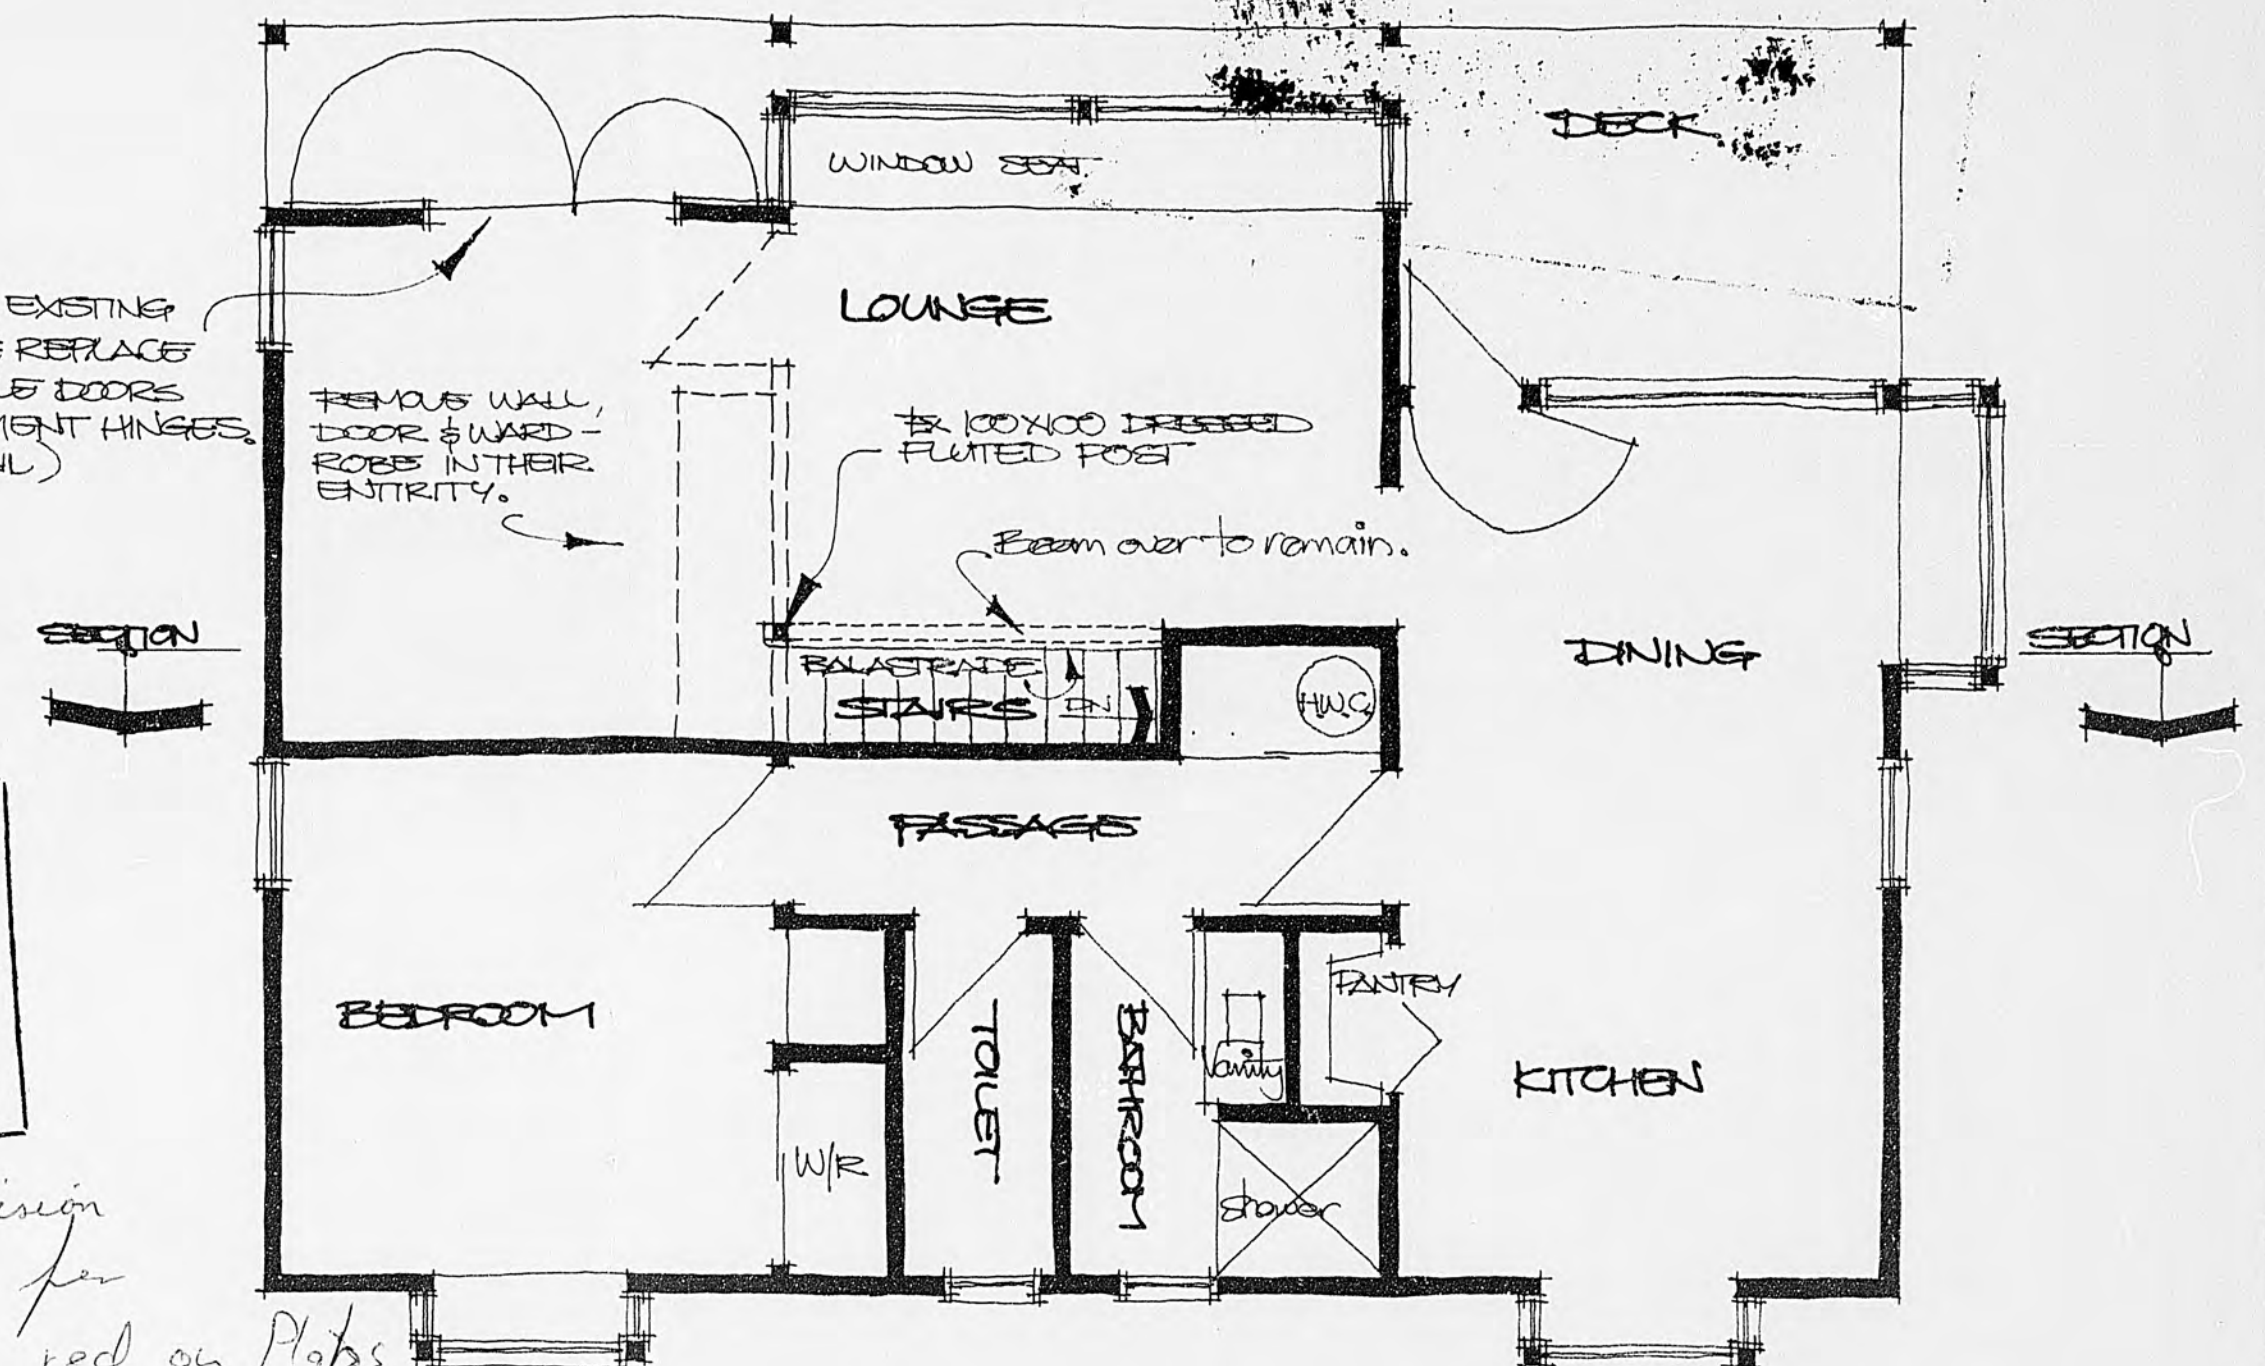 DECK
WINDOW SEAT
LOUNGE
EXISTING
REPLACE
DOORS
HINGES.
REMOVE WALL,
DOOR & WARD-
ROBE IN THEIR
ENTIRITY.
EX 100X100 DRESSED
FLUTED POST
Beam over to remain.
SECTION
DINING
SECTION
BALASTRADE
STAIRS
DN
H.W.C.
PASSAGE
BEDROOM
TOILET
BATHROOM
Vanity
PANTRY
KITCHEN
W/R
shower
per
red on